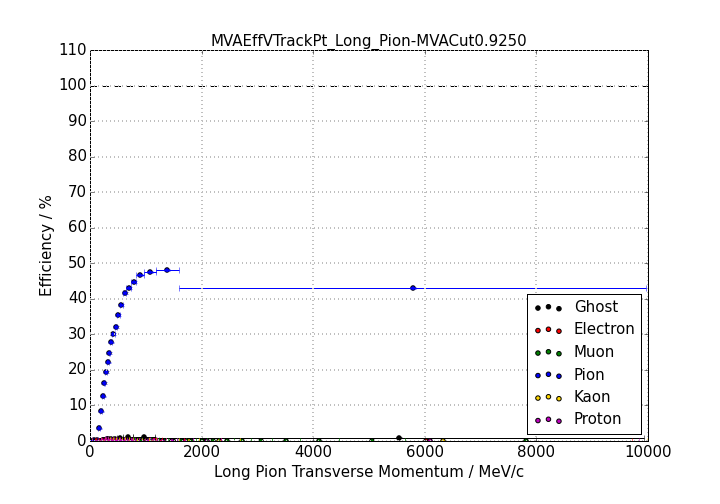 MVAEffVTrackPt_Long_Pion-MVACut0.9250
110
100
90
80
70
60
50
40
30
20
10
0
Efficiency / %
Ghost
Electron
Muon
Pion
Kaon
Proton
0 2000 4000 6000 8000 10000
Long Pion Transverse Momentum / MeV/c